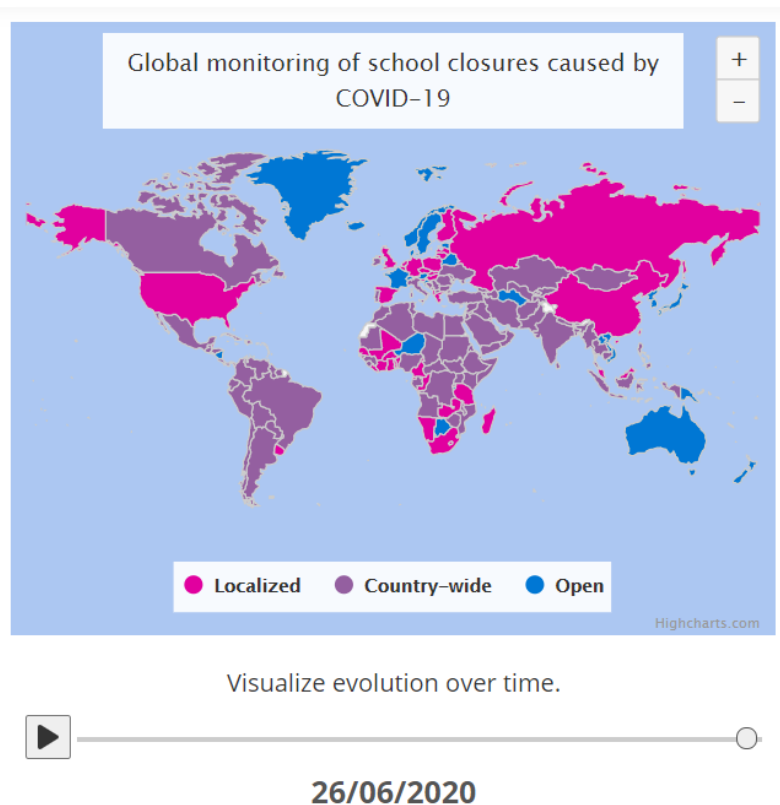 Global monitoring of school closures caused by
COVID-19
+
−
Localized Country-wide Open
Highcharts.com
Visualize evolution over time.
26/06/2020